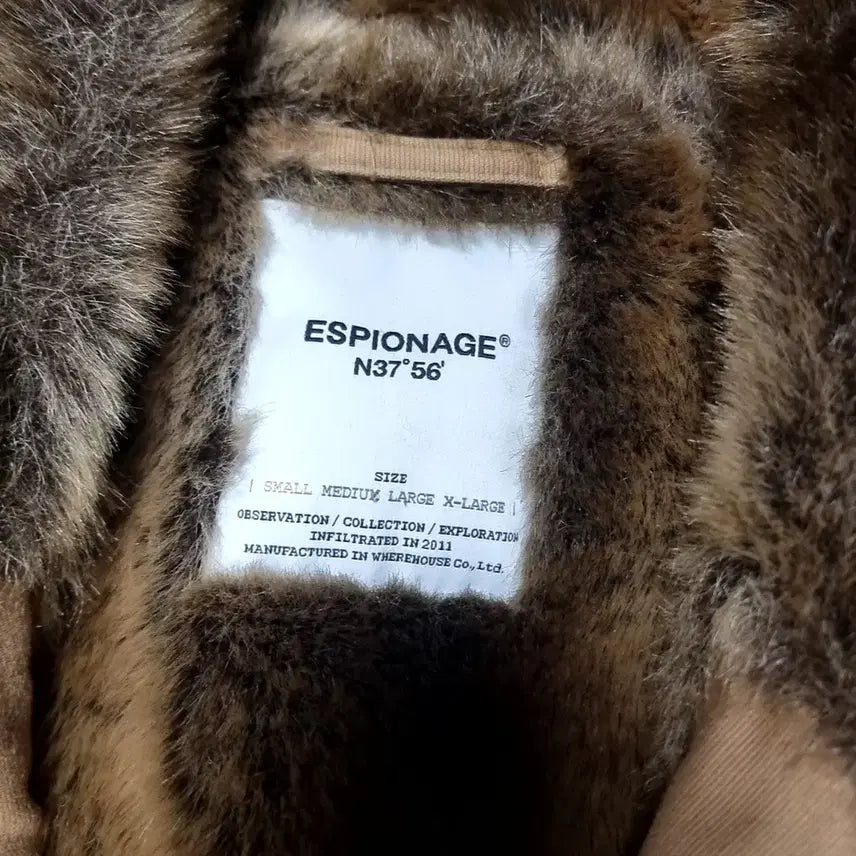 ESPIONAGE®
N37°56'
SIZE
| SMALL MEDIUM LARGE X-LARGE |
OBSERVATION / COLLECTION / EXPLORATION
INFILTRATED IN 2011
MANUFACTURED IN WHEREHOUSE Co.,Ltd.